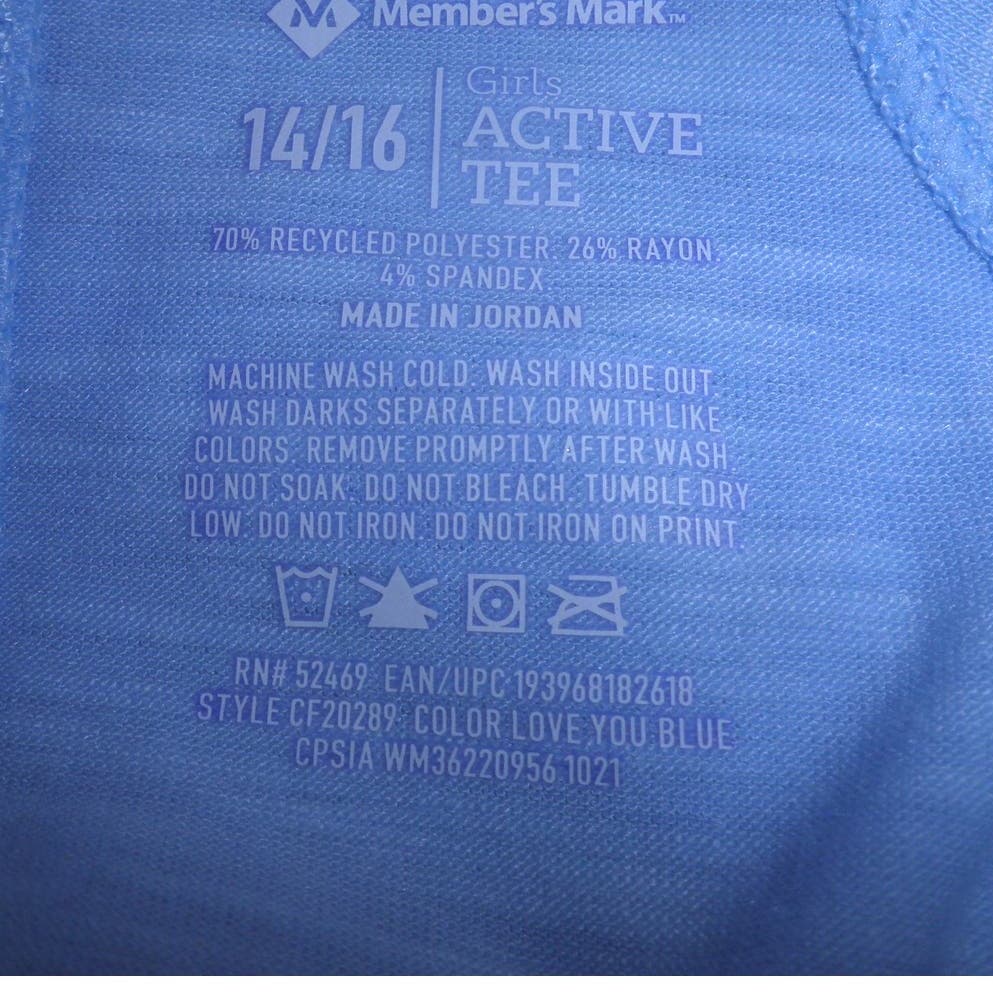 Member's Mark™
14/16
Girls
ACTIVE
TEE
70% RECYCLED POLYESTER. 26% RAYON.
4% SPANDEX.
MADE IN JORDAN
MACHINE WASH COLD. WASH INSIDE OUT.
WASH DARKS SEPARATELY OR WITH LIKE
COLORS. REMOVE PROMPTLY AFTER WASH.
DO NOT SOAK. DO NOT BLEACH. TUMBLE DRY
LOW. DO NOT IRON. DO NOT IRON ON PRINT.
RN# 52469 EAN/UPC 193968182618
STYLE CF20289 COLOR LOVE YOU BLUE
CPSIA WM36220956 1021